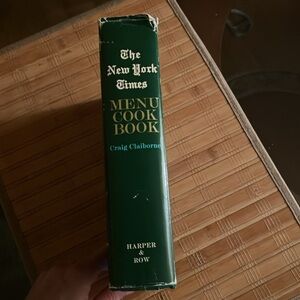 The
New York
Times
MENU
COOK
BOOK
Craig Claiborne
HARPER
&
ROW